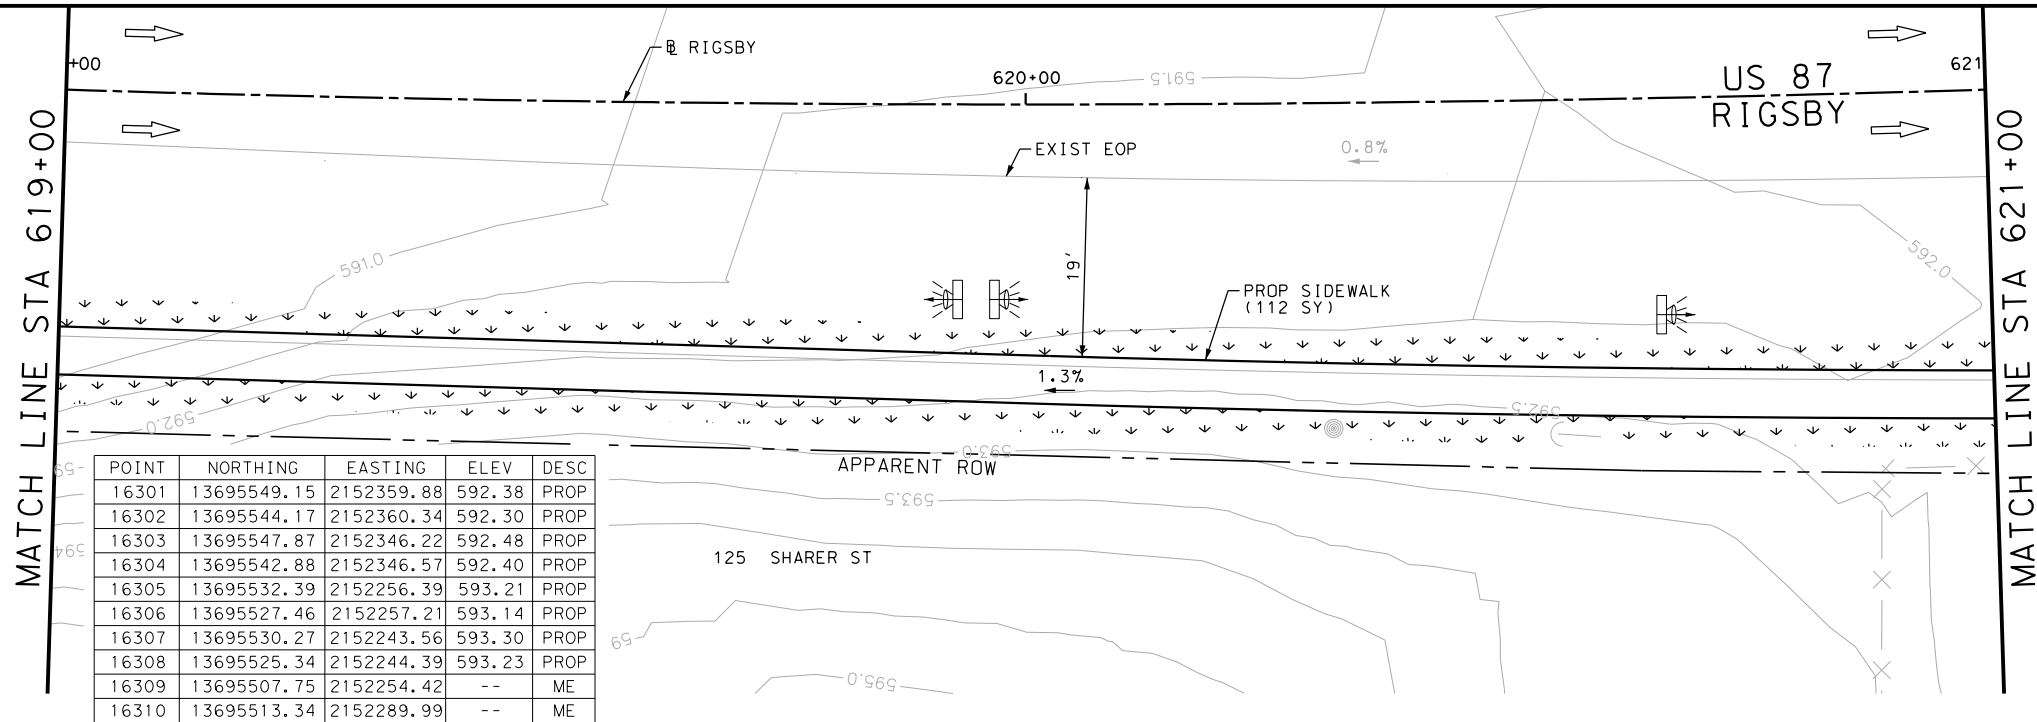 ℄ RIGSBY
+00
620+00
591.5
US 87
RIGSBY
621
MATCH LINE STA 619+00
EXIST EOP
0.8%
591.0
19'
PROP SIDEWALK
(112 SY)
592.0
1.3%
592.0
592.5
593.0
APPARENT ROW
593.5
125 SHARER ST
59
595.0
59
594
MATCH LINE STA 621+00
POINT NORTHING EASTING ELEV DESC
16301 13695549.15 2152359.88 592.38 PROP
16302 13695544.17 2152360.34 592.30 PROP
16303 13695547.87 2152346.22 592.48 PROP
16304 13695542.88 2152346.57 592.40 PROP
16305 13695532.39 2152256.39 593.21 PROP
16306 13695527.46 2152257.21 593.14 PROP
16307 13695530.27 2152243.56 593.30 PROP
16308 13695525.34 2152244.39 593.23 PROP
16309 13695507.75 2152254.42 -- ME
16310 13695513.34 2152289.99 -- ME